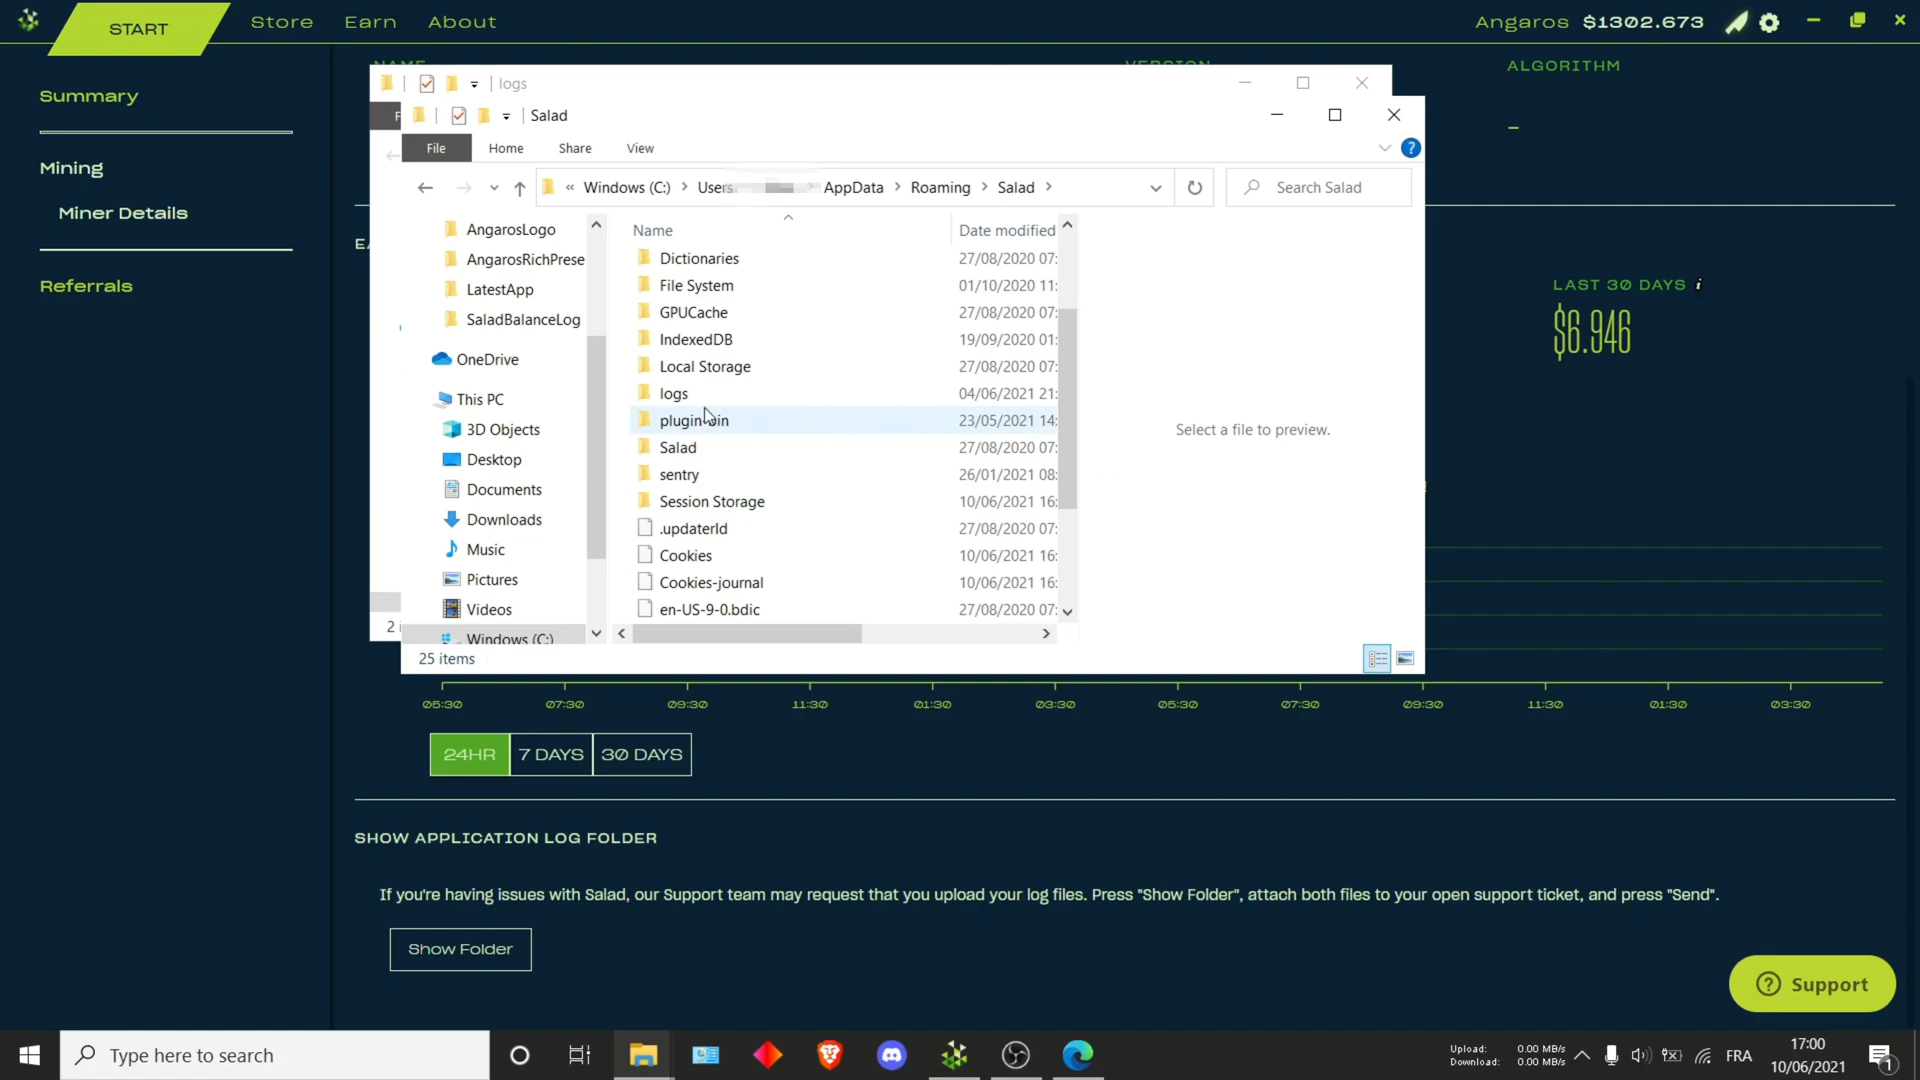 START
Store
Earn
About
Angaros $1302.673
Summary
Mining
Miner Details
Referrals
ALGORITHM
-
LAST 30 DAYS i
$6.946
logs
Salad
File
Home
Share
View
?
« Windows (C:) > Users > AppData > Roaming > Salad >
Search Salad
AngarosLogo
AngarosRichPrese
LatestApp
SaladBalanceLog
OneDrive
This PC
3D Objects
Desktop
Documents
Downloads
Music
Pictures
Videos
Windows (C:)
Name
Date modified
Dictionaries 27/08/2020 07:
File System 01/10/2020 11:
GPUCache 27/08/2020 07:
IndexedDB 19/09/2020 01:
Local Storage 27/08/2020 07:
logs 04/06/2021 21:
plugin-bin 23/05/2021 14:
Salad 27/08/2020 07:
sentry 26/01/2021 08:
Session Storage 10/06/2021 16:
.updaterId 27/08/2020 07:
Cookies 10/06/2021 16:
Cookies-journal 10/06/2021 16:
en-US-9-0.bdic 27/08/2020 07:
Select a file to preview.
25 items
05:30 07:30 09:30 11:30 01:30 03:30 05:30 07:30 09:30 11:30 01:30 03:30
24HR
7 DAYS
30 DAYS
SHOW APPLICATION LOG FOLDER
If you're having issues with Salad, our Support team may request that you upload your log files. Press "Show Folder", attach both files to your open support ticket, and press "Send".
Show Folder
? Support
Type here to search
Upload: 0.00 MB/s
Download: 0.00 MB/s
FRA
17:00
10/06/2021
1